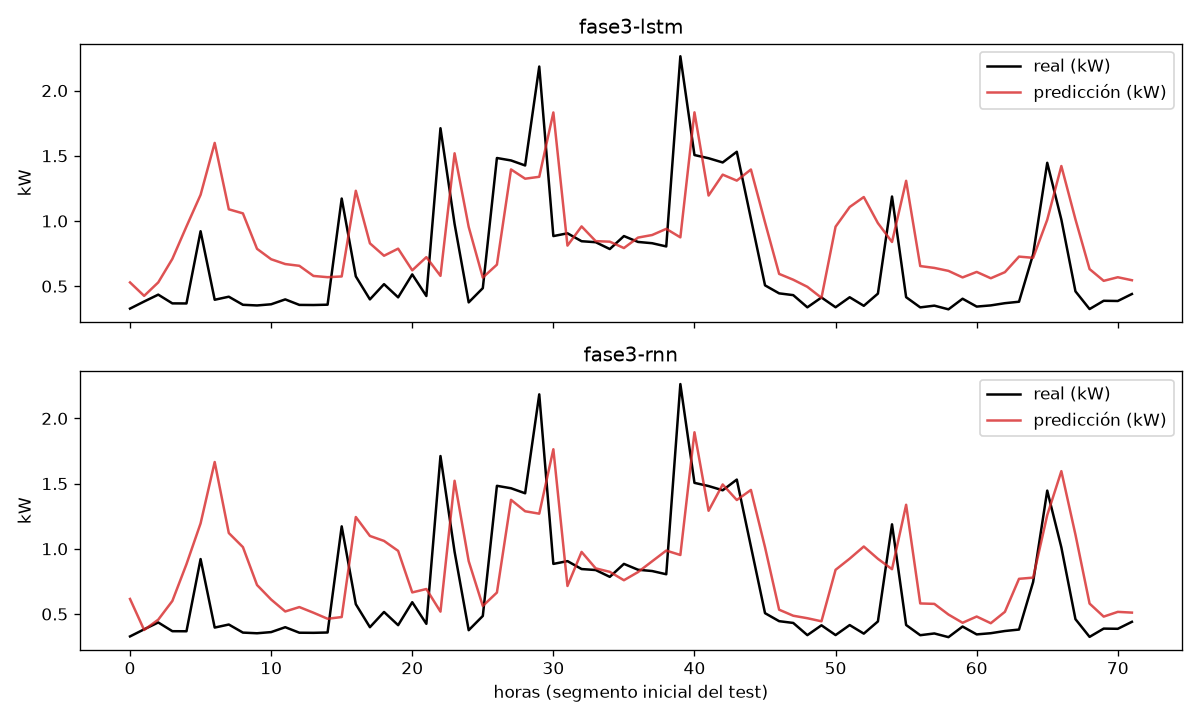 fase3-lstm
real (kW)
predicción (kW)
2.0
1.5
1.0
0.5
kW
fase3-rnn
real (kW)
predicción (kW)
2.0
1.5
1.0
0.5
kW
0 10 20 30 40 50 60 70
horas (segmento inicial del test)